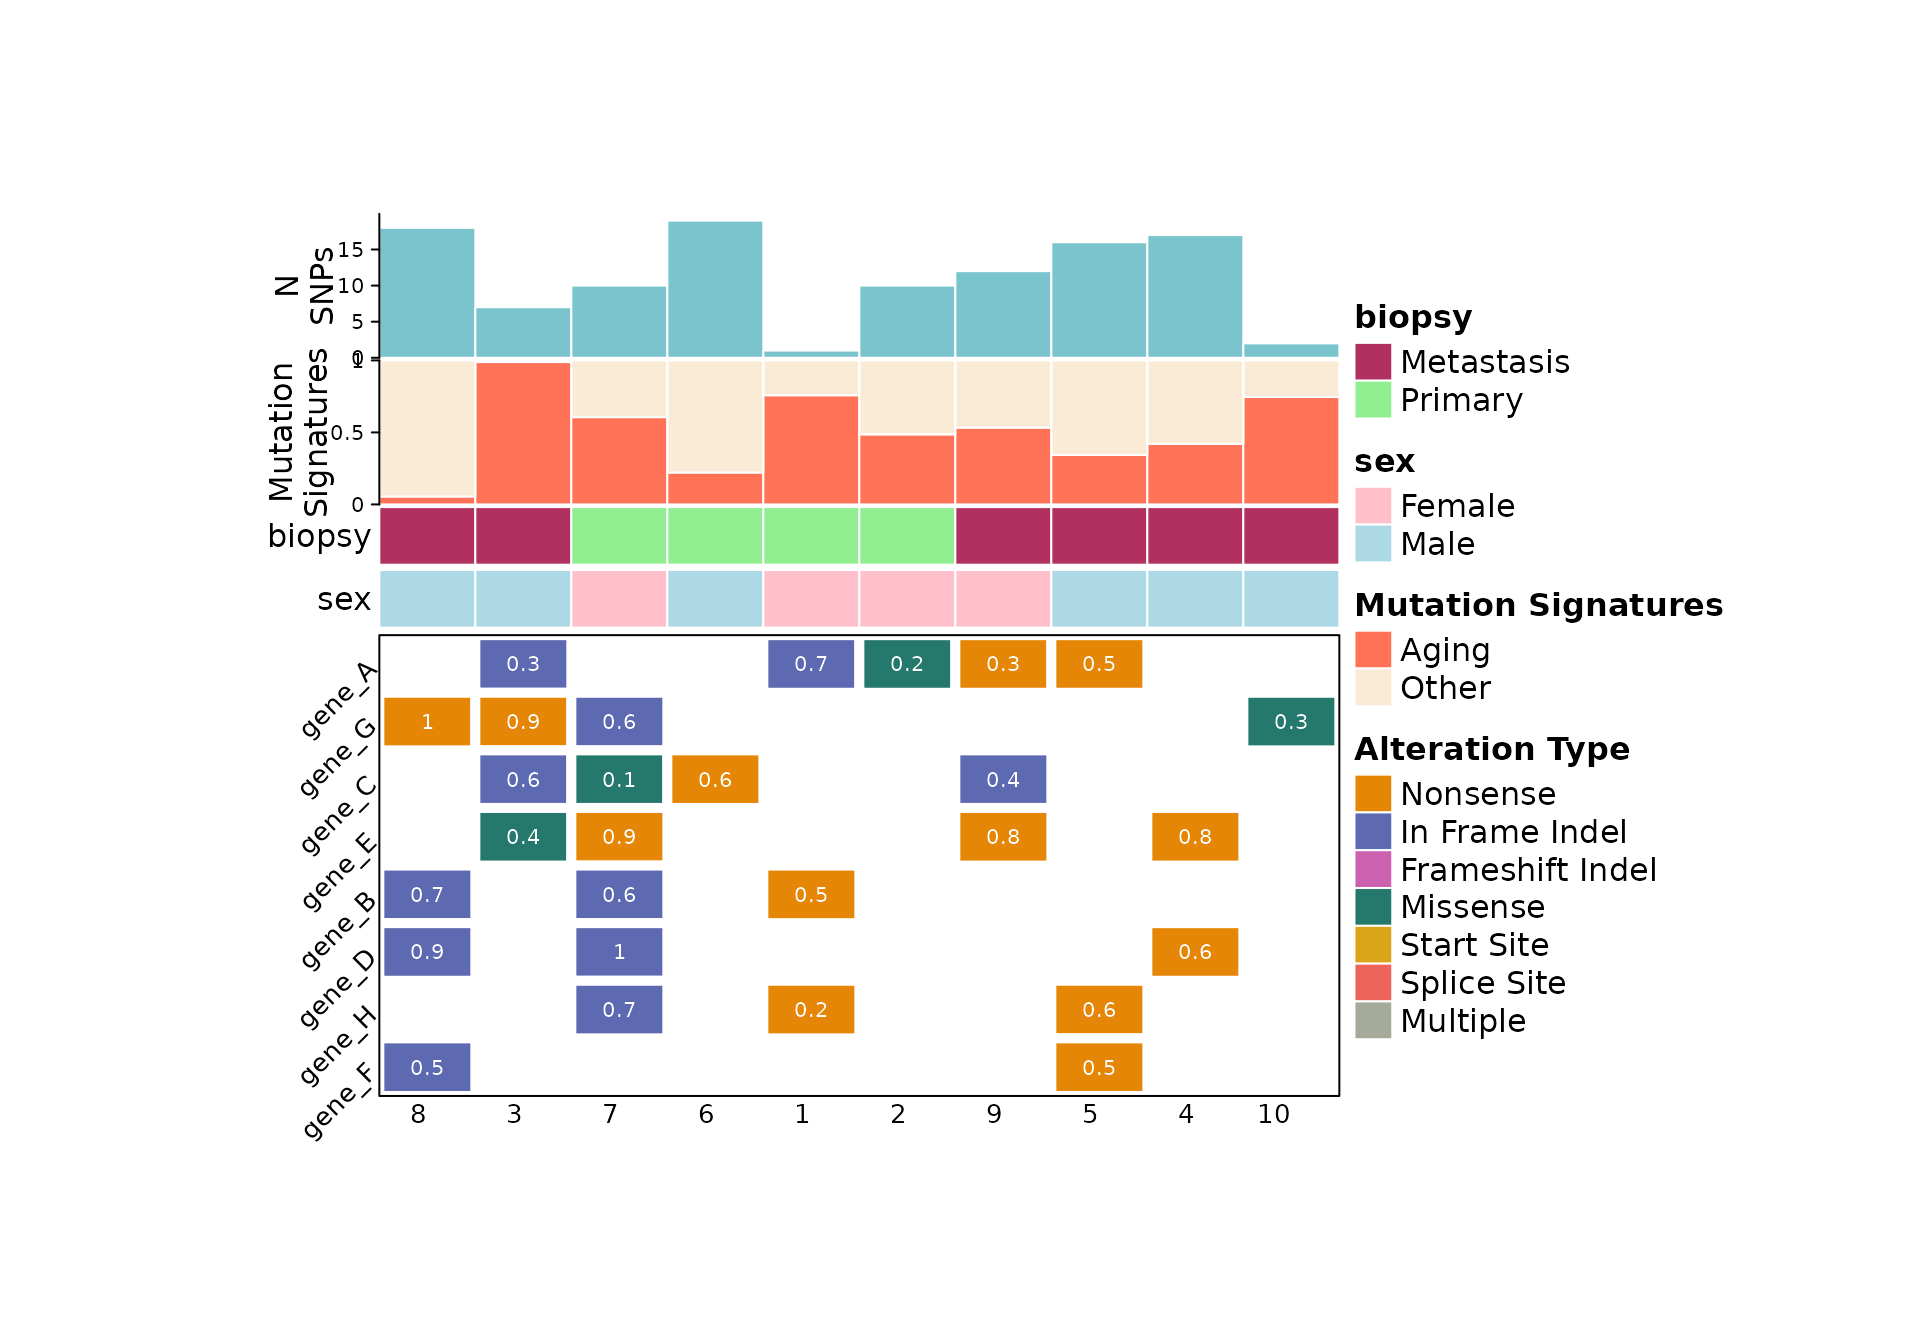 N
SNPs
15
10
5
0
Mutation
Signatures
1
0.5
0
biopsy
sex
gene_A
0.3
0.7
0.2
0.3
0.5
gene_G
1
0.9
0.6
0.3
gene_C
0.6
0.1
0.6
0.4
gene_E
0.4
0.9
0.8
0.8
gene_B
0.7
0.6
0.5
gene_D
0.9
1
0.6
gene_H
0.7
0.2
0.6
gene_F
0.5
0.5
8 3 7 6 1 2 9 5 4 10
biopsy
Metastasis
Primary
sex
Female
Male
Mutation Signatures
Aging
Other
Alteration Type
Nonsense
In Frame Indel
Frameshift Indel
Missense
Start Site
Splice Site
Multiple